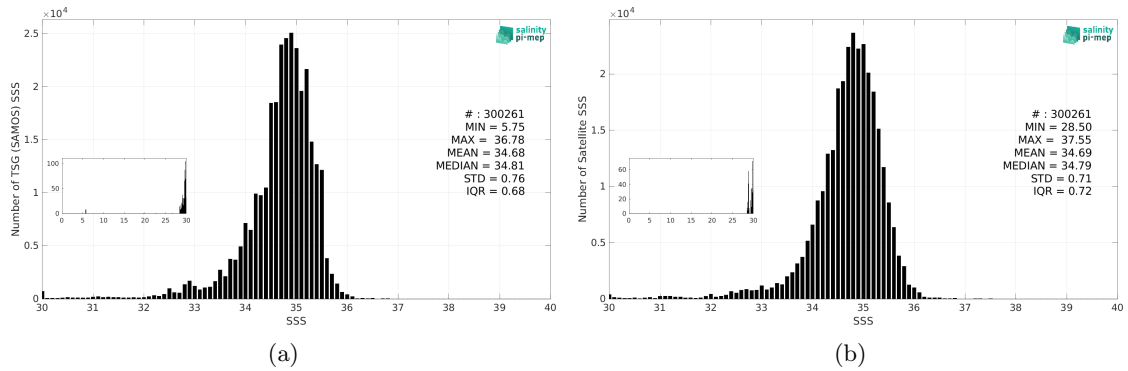 ×10⁴
2.5
2
1.5
1
0.5
0
Number of TSG (SAMOS) SSS
salinity
pi-mep
# : 300261
MIN = 5.75
MAX = 36.78
MEAN = 34.68
MEDIAN = 34.81
STD = 0.76
IQR = 0.68
100
50
0
0 5 10 15 20 25 30
30 31 32 33 34 35 36 37 38 39 40
SSS
(a)
×10⁴
2.5
2
1.5
1
0.5
0
Number of Satellite SSS
salinity
pi-mep
# : 300261
MIN = 28.50
MAX = 37.55
MEAN = 34.69
MEDIAN = 34.79
STD = 0.71
IQR = 0.72
60
40
20
0
0 5 10 15 20 25 30
30 31 32 33 34 35 36 37 38 39 40
SSS
(b)